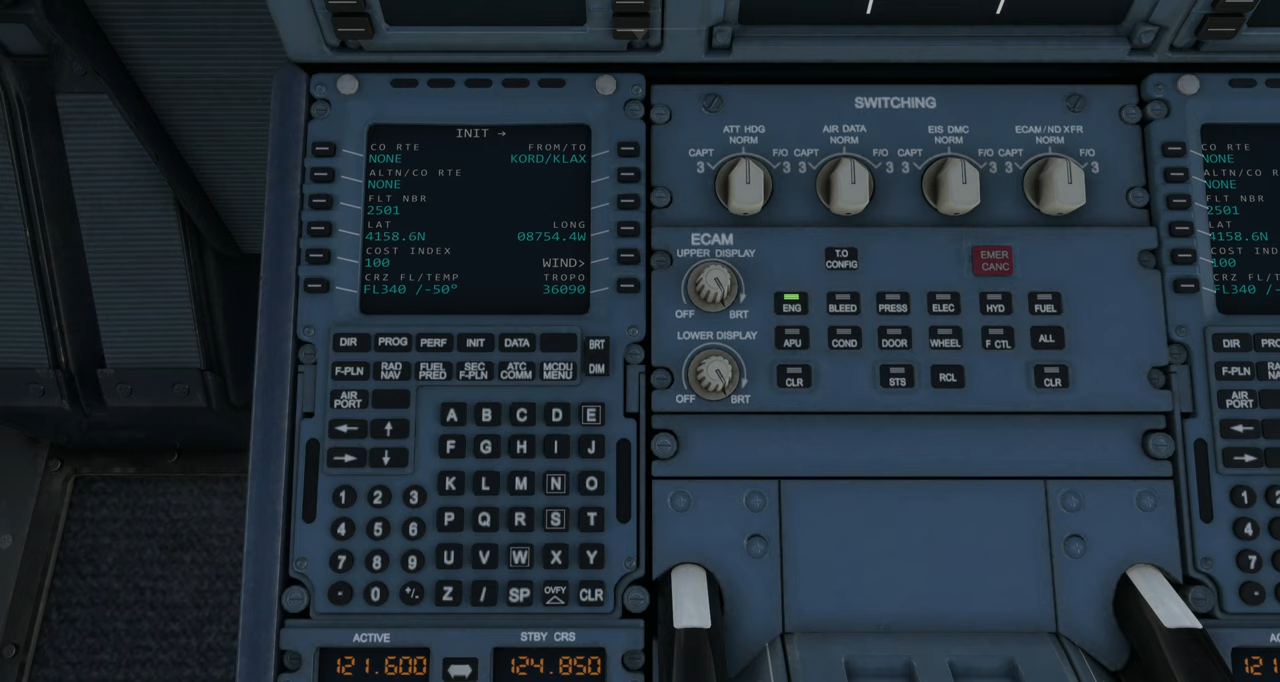 INIT →
CO RTE FROM/TO
NONE KORD/KLAX
ALTN/CO RTE
NONE
FLT NBR
2501
LAT LONG
4158.6N 08754.4W
COST INDEX
100 WIND>
CRZ FL/TEMP TROPO
FL340 /-50° 36090
DIR PROG PERF INIT DATA
BRT
DIM
F-PLN RAD NAV FUEL PRED SEC F-PLN ATC COMM MCDU MENU
AIR PORT
← ↑
→ ↓
A B C D E
F G H I J
K L M N O
P Q R S T
U V W X Y
Z / SP OVFY CLR
1 2 3
4 5 6
7 8 9
. 0 +/-
ACTIVE STBY CRS
121.600 124.850
SWITCHING
ATT HDG AIR DATA EIS DMC ECAM/ND XFR
NORM NORM NORM NORM
CAPT F/O CAPT F/O CAPT F/O CAPT F/O
3 3 3 3 3 3 3 3
ECAM
UPPER DISPLAY
OFF BRT
LOWER DISPLAY
OFF BRT
T.O CONFIG
EMER CANC
ENG BLEED PRESS ELEC HYD FUEL
APU COND DOOR WHEEL F CTL ALL
CLR STS RCL CLR
CO RTE
NONE
ALTN/CO RTE
NONE
FLT NBR
2501
LAT
4158.6N
COST INDEX
100
CRZ FL/TEMP
FL340 /-5
DIR
F-PLN
AIR PORT
←
→
1
4
7
.